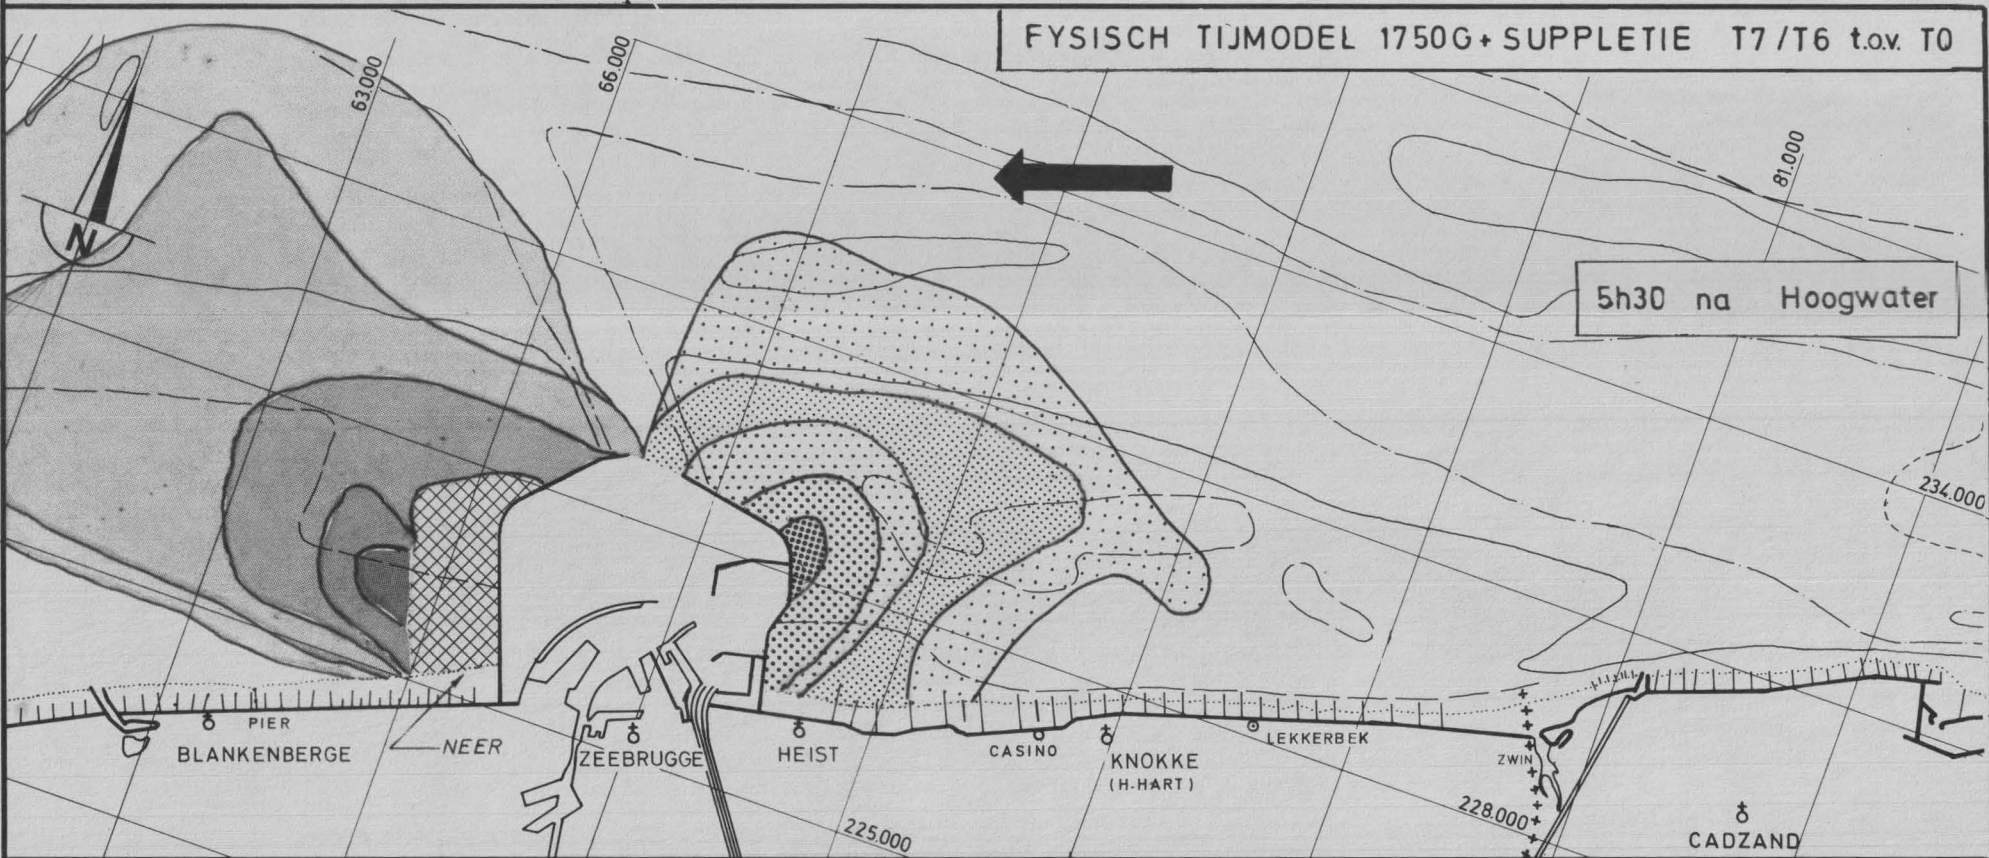 FYSISCH TIJMODEL 1750G+ SUPPLETIE T7/T6 t.o.v. T0
63.000
66.000
81.000
N
5h30 na Hoogwater
234.000
PIER
BLANKENBERGE
NEER
ZEEBRUGGE
HEIST
CASINO
KNOKKE
(H.HART)
LEKKERBEK
ZWIN
228.000
225.000
CADZAND